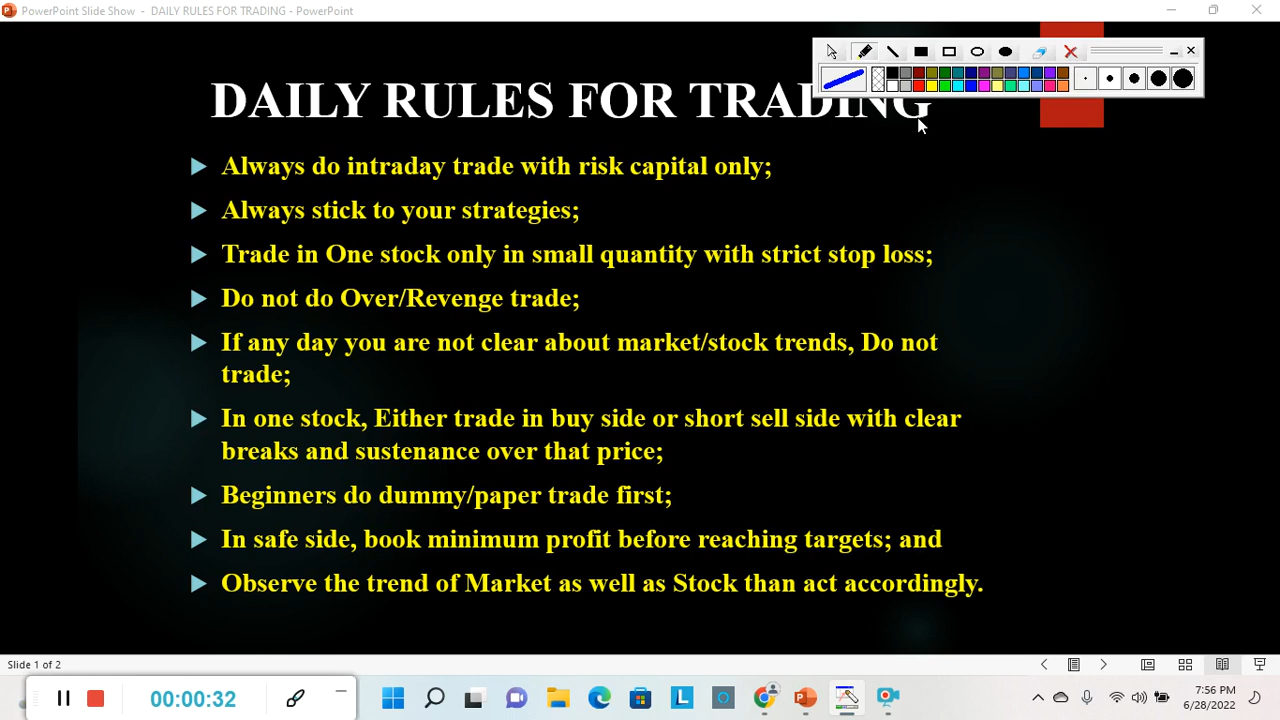 PowerPoint Slide Show - DAILY RULES FOR TRADING - PowerPoint
DAILY RULES FOR TRADING
Always do intraday trade with risk capital only;
Always stick to your strategies;
Trade in One stock only in small quantity with strict stop loss;
Do not do Over/Revenge trade;
If any day you are not clear about market/stock trends, Do not
trade;
In one stock, Either trade in buy side or short sell side with clear
breaks and sustenance over that price;
Beginners do dummy/paper trade first;
In safe side, book minimum profit before reaching targets; and
Observe the trend of Market as well as Stock than act accordingly.
Slide 1 of 2
00:00:32
7:56 PM
6/28/2022